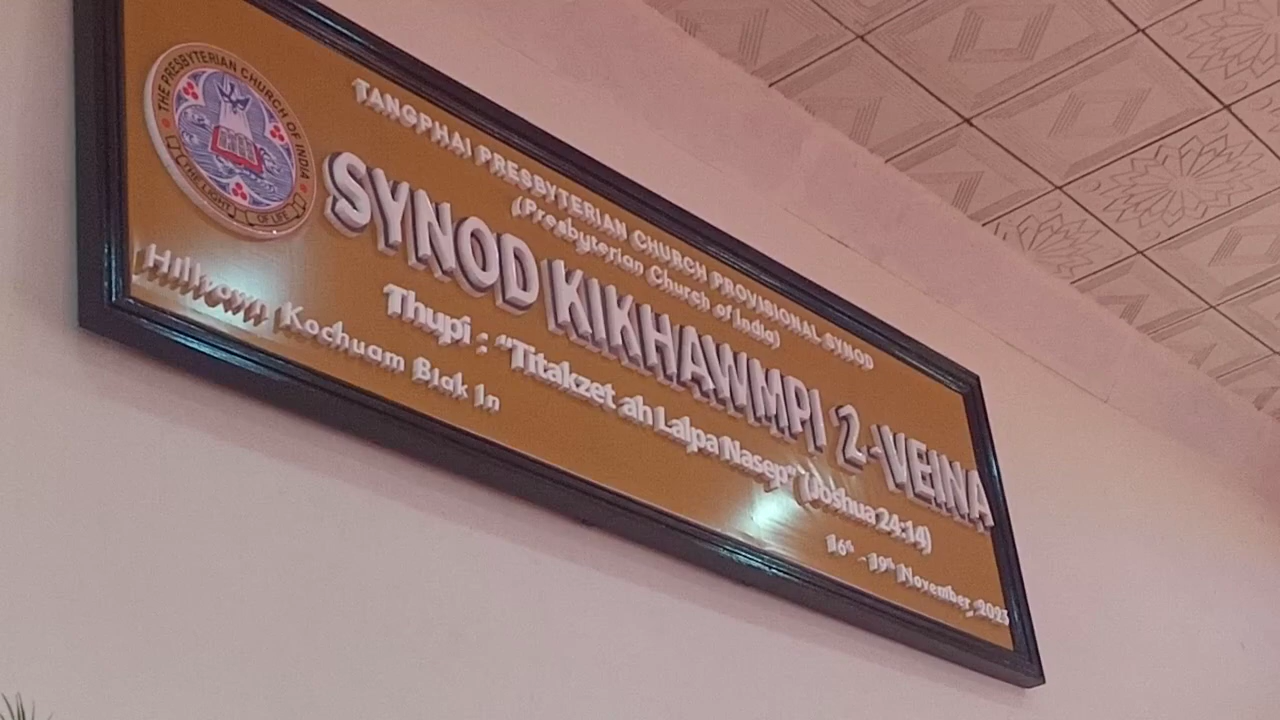 THE PRESBYTERIAN CHURCH OF INDIA
THE LIGHT OF LIFE
TANGPHAI PRESBYTERIAN CHURCH PROVISIONAL SYNOD
(Presbyterian Church of India)
SYNOD KIKHAWMPI 2-VEINA
Thupi : “Titakzet ah Lalpa Nasep” (Joshua 24:14)
Kochuam Biak In
16th - 19th November, 2023